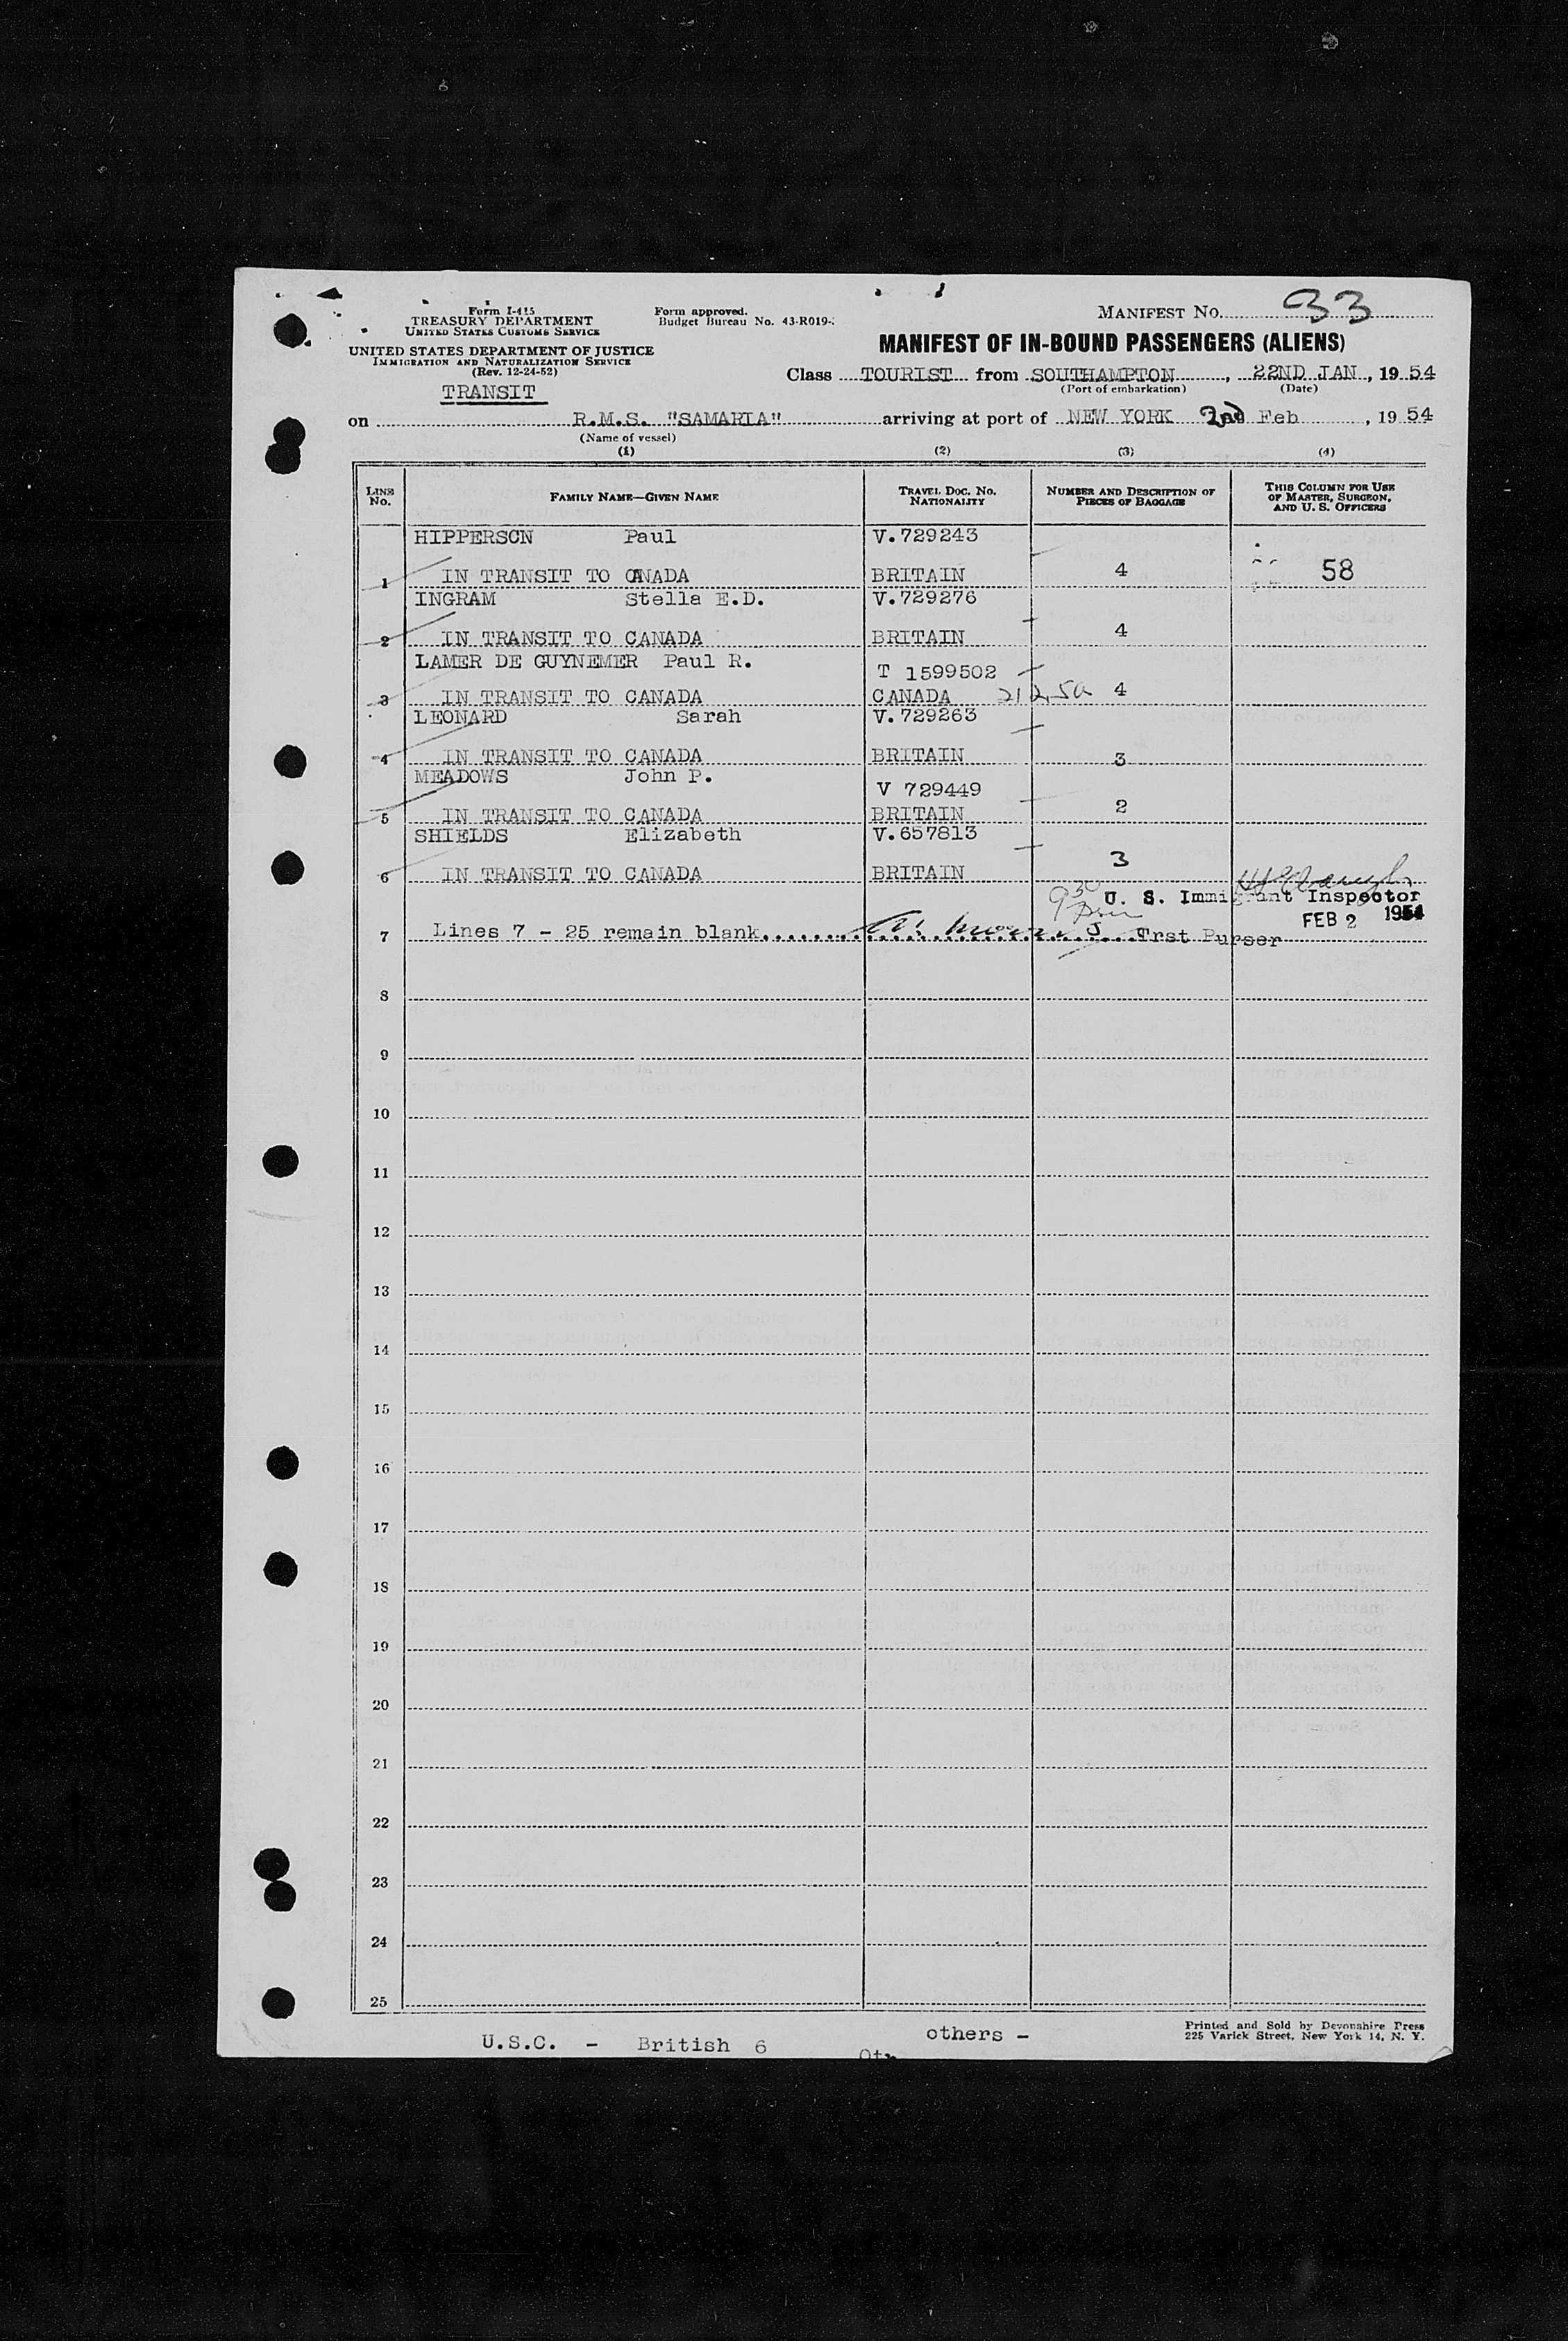 Form I-415
TREASURY DEPARTMENT
UNITED STATES CUSTOMS SERVICE
UNITED STATES DEPARTMENT OF JUSTICE
IMMIGRATION AND NATURALIZATION SERVICE
(Rev. 12-24-52)
TRANSIT
Form approved.
Budget Bureau No. 43-R019-
MANIFEST NO. 33
MANIFEST OF IN-BOUND PASSENGERS (ALIENS)
Class TOURIST from SOUTHAMPTON, 22ND JAN, 19 54
(Port of embarkation) (Date)
on R.M.S. "SAMARIA" arriving at port of NEW YORK 2nd Feb, 19 54
(Name of vessel)
(1) (2) (3) (4)
LINE NO. FAMILY NAME—GIVEN NAME TRAVEL DOC. NO. NATIONALITY NUMBER AND DESCRIPTION OF PIECES OF BAGGAGE THIS COLUMN FOR USE OF MASTER, SURGEON, AND U. S. OFFICERS
HIPPERSON Paul V.729243
1 IN TRANSIT TO CANADA BRITAIN 4 58
INGRAM Stella E.D. V.729276
2 IN TRANSIT TO CANADA BRITAIN 4
LAMER DE GUYNEMER Paul R. T 1599502
3 IN TRANSIT TO CANADA CANADA 4
LEONARD Sarah V.729263
4 IN TRANSIT TO CANADA BRITAIN 3
MEADOWS John P. V 729449
5 IN TRANSIT TO CANADA BRITAIN 2
SHIELDS Elizabeth V.657813
6 IN TRANSIT TO CANADA BRITAIN 3
U. S. Immigrant Inspector
FEB 2 1954
7 Lines 7 - 25 remain blank Purser
8
9
10
11
12
13
14
15
16
17
18
19
20
21
22
23
24
25
U.S.C. - British 6 others -
Printed and Sold by Devonshire Press
225 Varick Street, New York 14, N. Y.